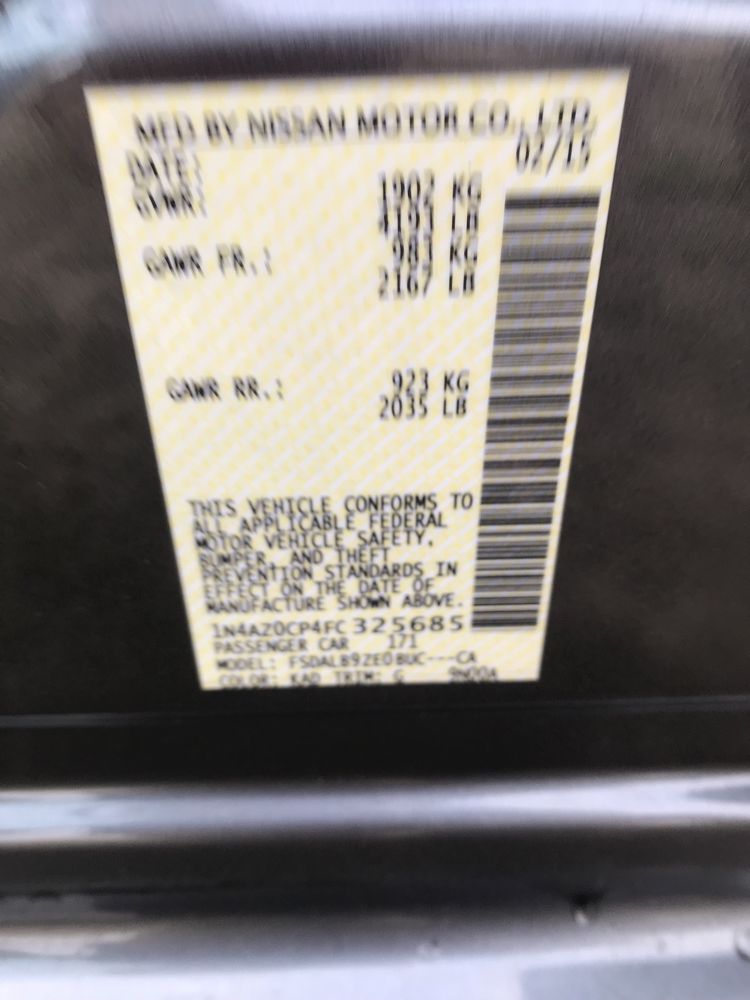 MFD BY NISSAN MOTOR CO., LTD.
DATE: 02/15
GVWR: 1902 KG
4193 LB
GAWR FR.: 983 KG
2167 LB
GAWR RR.: 923 KG
2035 LB
THIS VEHICLE CONFORMS TO
ALL APPLICABLE FEDERAL
MOTOR VEHICLE SAFETY,
BUMPER, AND THEFT
PREVENTION STANDARDS IN
EFFECT ON THE DATE OF
MANUFACTURE SHOWN ABOVE.
1N4AZ0CP4FC325685
PASSENGER CAR 171
MODEL: FSDALB9ZE0BUC---CA
COLOR: KAD TRIM: G 9N00A